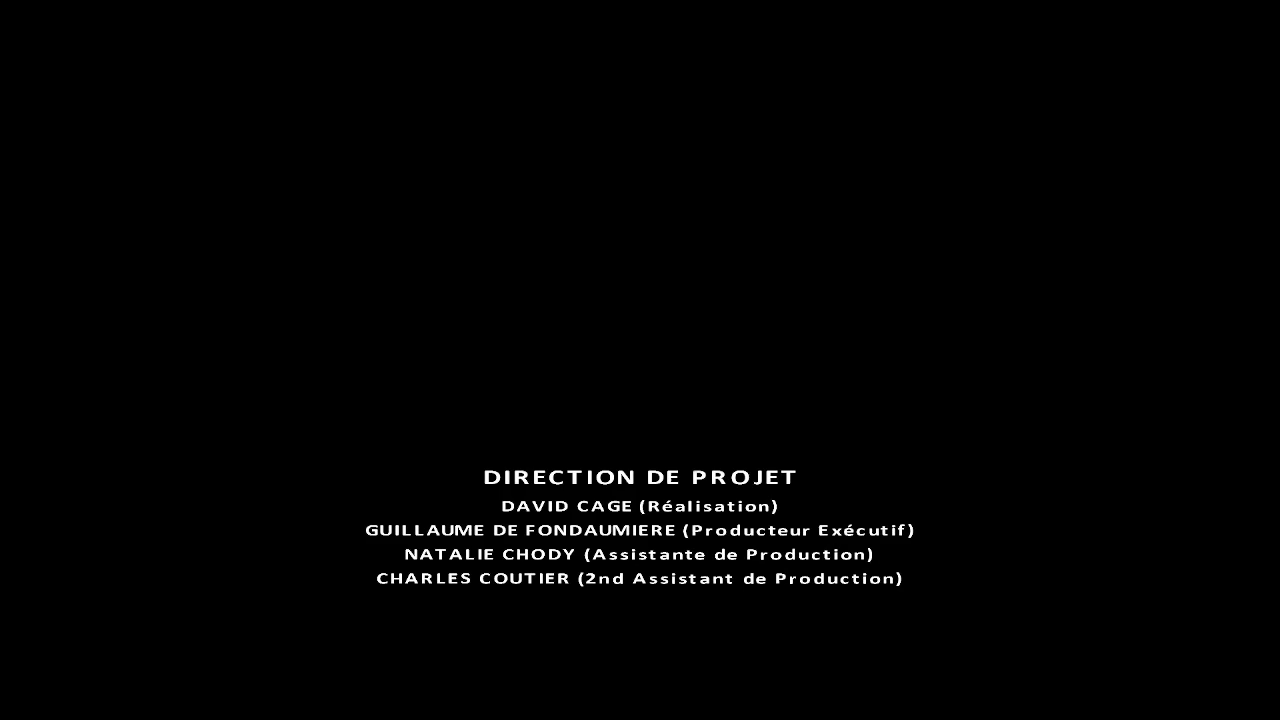 DIRECTION DE PROJET
DAVID CAGE (Réalisation)
GUILLAUME DE FONDAUMIERE (Producteur Exécutif)
NATALIE CHODY (Assistante de Production)
CHARLES COUTIER (2nd Assistant de Production)